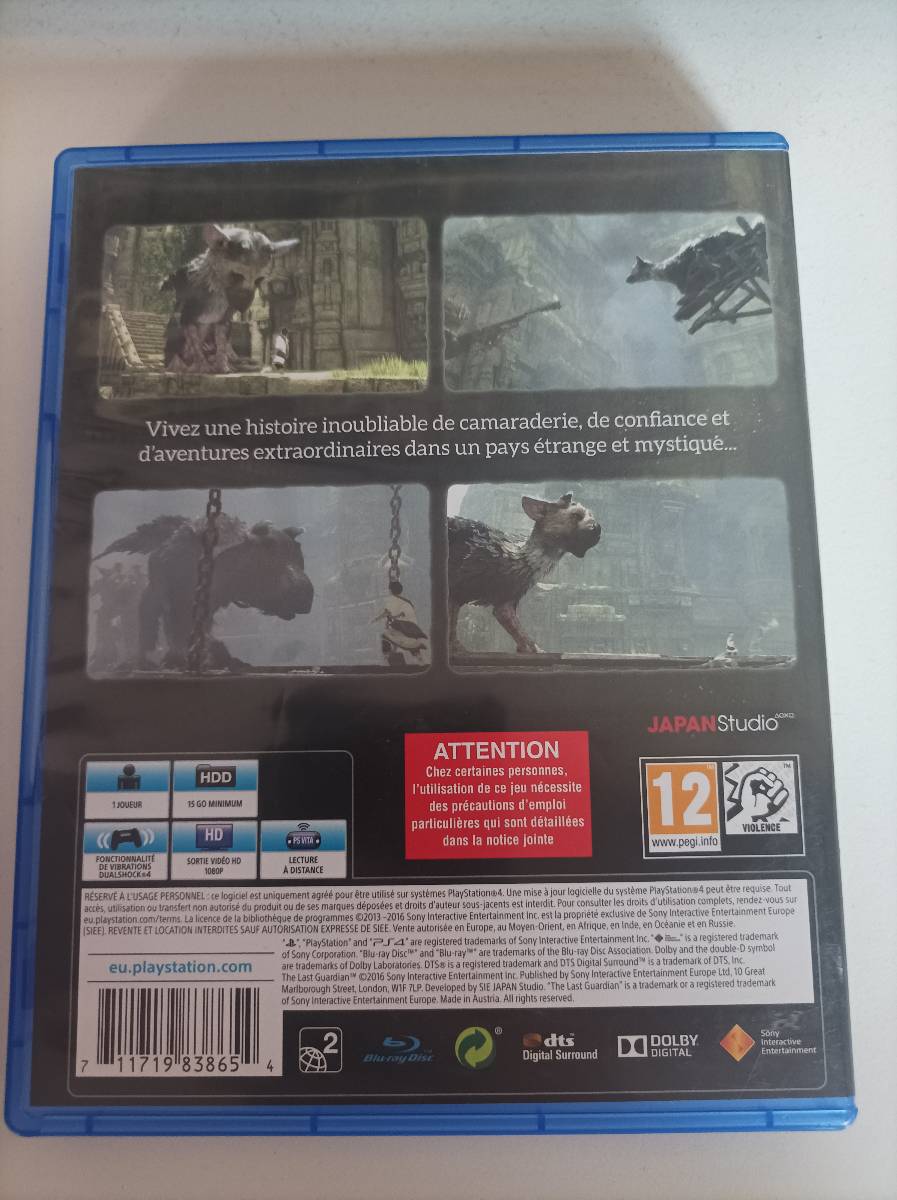 Vivez une histoire inoubliable de camaraderie, de confiance et
d'aventures extraordinaires dans un pays étrange et mystique...
JAPAN Studio
ATTENTION
Chez certaines personnes,
l'utilisation de ce jeu nécessite
des précautions d'emploi
particulières qui sont détaillées
dans la notice jointe
12
www.pegi.info
VIOLENCE
1 JOUEUR
HDD
15 GO MINIMUM
FONCTIONNALITÉ
DE VIBRATIONS
DUALSHOCK®4
HD
SORTIE VIDÉO HD
1080P
PS VITA
LECTURE
À DISTANCE
RÉSERVÉ À L'USAGE PERSONNEL : ce logiciel est uniquement agréé pour être utilisé sur systèmes PlayStation®4. Une mise à jour logicielle du système PlayStation®4 peut être requise. Tout
accès, utilisation ou transfert non autorisé du produit ou de ses marques déposées et droits d'auteur sous-jacents est interdit. Pour consulter les droits d'utilisation complets, rendez-vous sur
eu.playstation.com/terms. La licence de la bibliothèque de programmes ©2013-2016 Sony Interactive Entertainment Inc. est la propriété exclusive de Sony Interactive Entertainment Europe
(SIEE). REVENTE ET LOCATION INTERDITES SAUF AUTORISATION EXPRESSE DE SIEE. Vente autorisée en Europe, au Moyen-Orient, en Afrique, en Inde, en Océanie et en Russie.
"PlayStation" and "PS4" are registered trademarks of Sony Interactive Entertainment Inc. " " is a registered trademark
of Sony Corporation. "Blu-ray Disc™" and "Blu-ray™" are trademarks of the Blu-ray Disc Association. Dolby and the double-D symbol
are trademarks of Dolby Laboratories. DTS® is a registered trademark and DTS Digital Surround™ is a trademark of DTS, Inc.
The Last Guardian™ ©2016 Sony Interactive Entertainment Inc. Published by Sony Interactive Entertainment Europe Ltd, 10 Great
Marlborough Street, London, W1F 7LP. Developed by SIE JAPAN Studio. "The Last Guardian" is a trademark or a registered trademark
of Sony Interactive Entertainment Europe. Made in Austria. All rights reserved.
eu.playstation.com
7 11719 83865 4
2
Blu-ray Disc™
®
dts™
Digital Surround
DOLBY
DIGITAL
Sony
Interactive
Entertainment